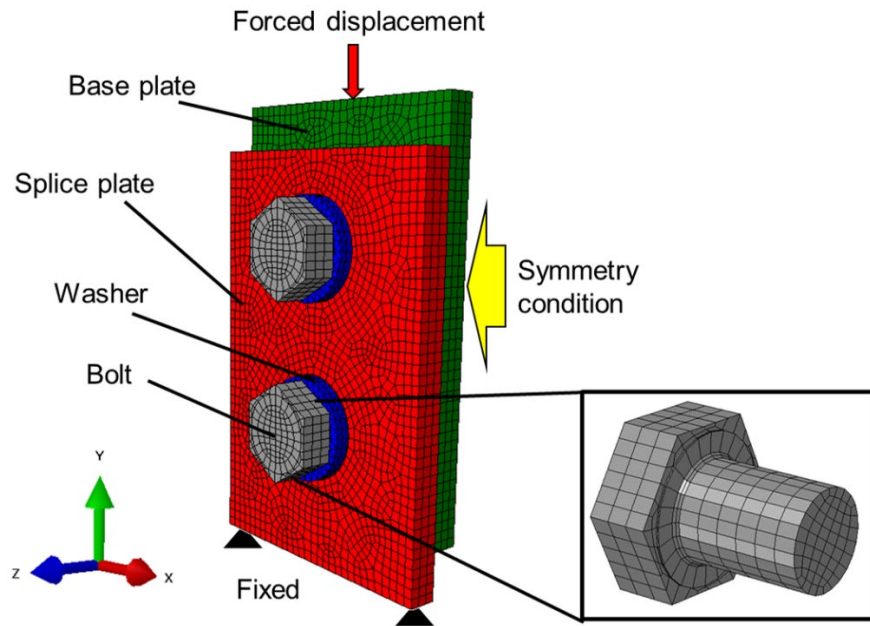 Forced displacement
Base plate
Splice plate
Washer
Bolt
Symmetry
condition
Y
Z
X
Fixed